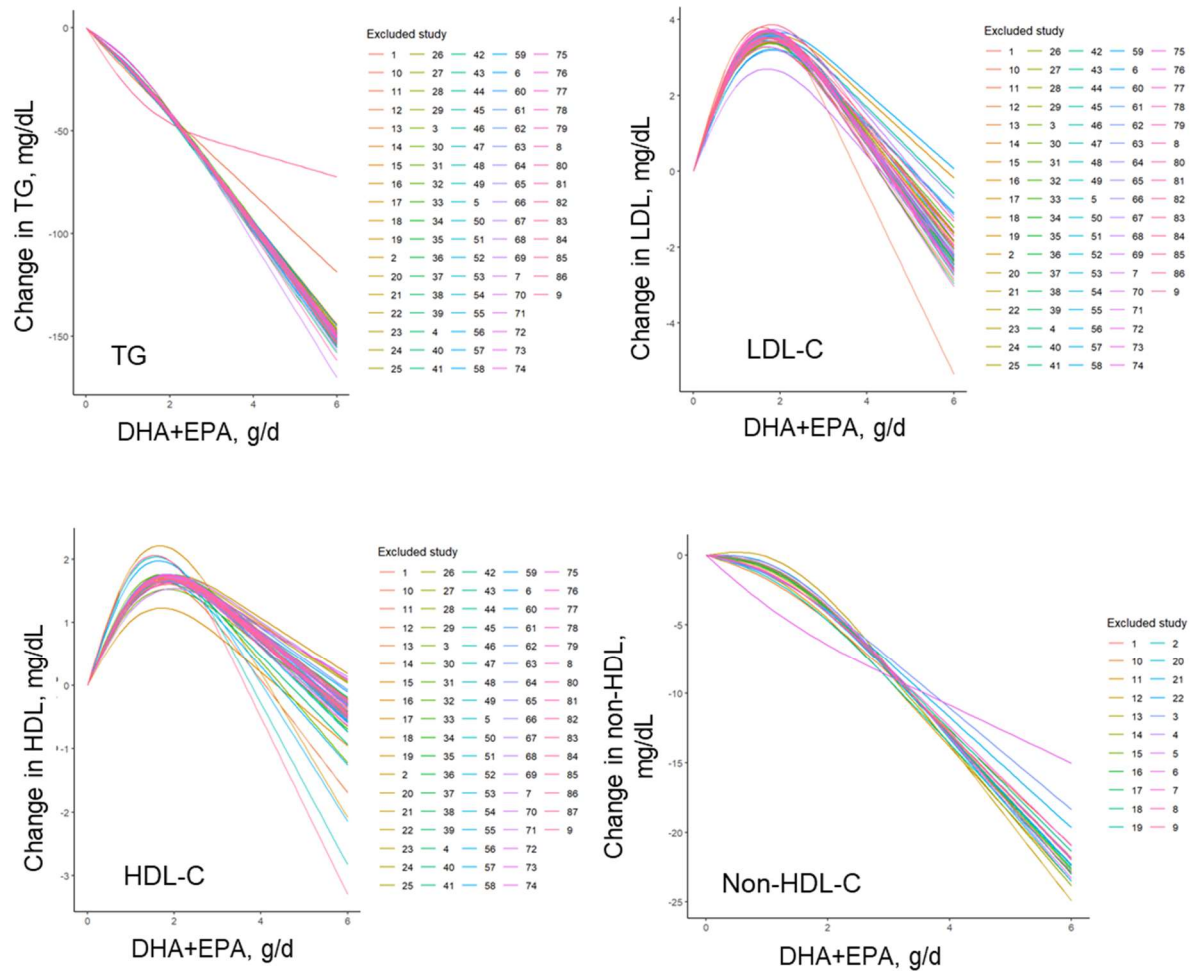 Change in TG, mg/dL
0
-50
-100
-150
TG
0 2 4 6
DHA+EPA, g/d
Excluded study
1 26 42 59 75
10 27 43 6 76
11 28 44 60 77
12 29 45 61 78
13 3 46 62 79
14 30 47 63 8
15 31 48 64 80
16 32 49 65 81
17 33 5 66 82
18 34 50 67 83
19 35 51 68 84
2 36 52 69 85
20 37 53 7 86
21 38 54 70 9
22 39 55 71
23 4 56 72
24 40 57 73
25 41 58 74
Change in LDL, mg/dL
4
2
0
-2
-4
LDL-C
0 2 4 6
DHA+EPA, g/d
Excluded study
1 26 42 59 75
10 27 43 6 76
11 28 44 60 77
12 29 45 61 78
13 3 46 62 79
14 30 47 63 8
15 31 48 64 80
16 32 49 65 81
17 33 5 66 82
18 34 50 67 83
19 35 51 68 84
2 36 52 69 85
20 37 53 7 86
21 38 54 70 9
22 39 55 71
23 4 56 72
24 40 57 73
25 41 58 74
Change in HDL, mg/dL
2
1
0
-1
-2
-3
HDL-C
0 2 4 6
DHA+EPA, g/d
Excluded study
1 26 42 59 75
10 27 43 6 76
11 28 44 60 77
12 29 45 61 78
13 3 46 62 79
14 30 47 63 8
15 31 48 64 80
16 32 49 65 81
17 33 5 66 82
18 34 50 67 83
19 35 51 68 84
2 36 52 69 85
20 37 53 7 86
21 38 54 70 87
22 39 55 71 9
23 4 56 72
24 40 57 73
25 41 58 74
Change in non-HDL,
mg/dL
0
-5
-10
-15
-20
-25
Non-HDL-C
0 2 4 6
DHA+EPA, g/d
Excluded study
1 2
10 20
11 21
12 22
13 3
14 4
15 5
16 6
17 7
18 8
19 9